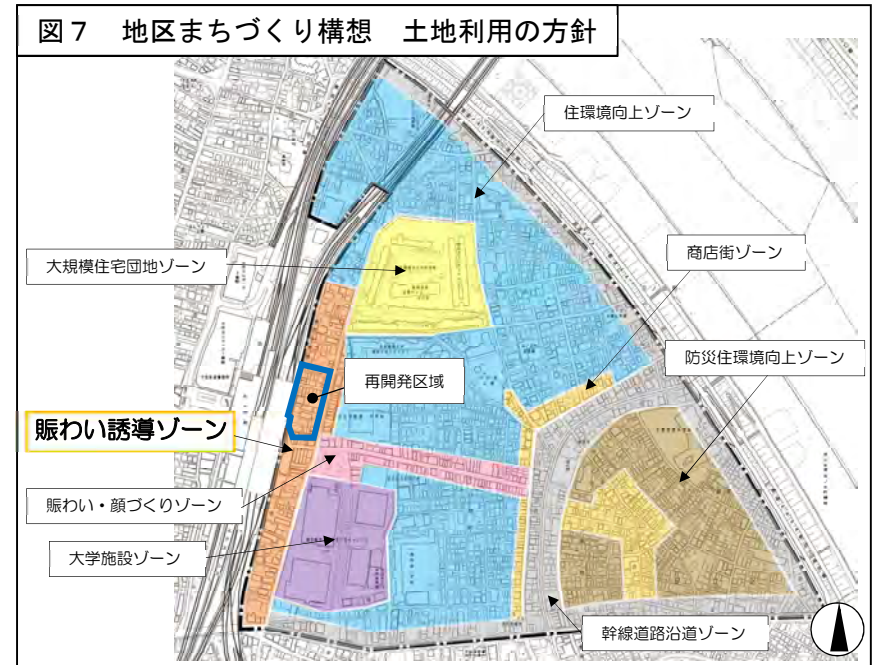 図７　地区まちづくり構想　土地利用の方針
住環境向上ゾーン
大規模住宅団地ゾーン
商店街ゾーン
防災住環境向上ゾーン
再開発区域
賑わい誘導ゾーン
賑わい・顔づくりゾーン
大学施設ゾーン
幹線道路沿道ゾーン